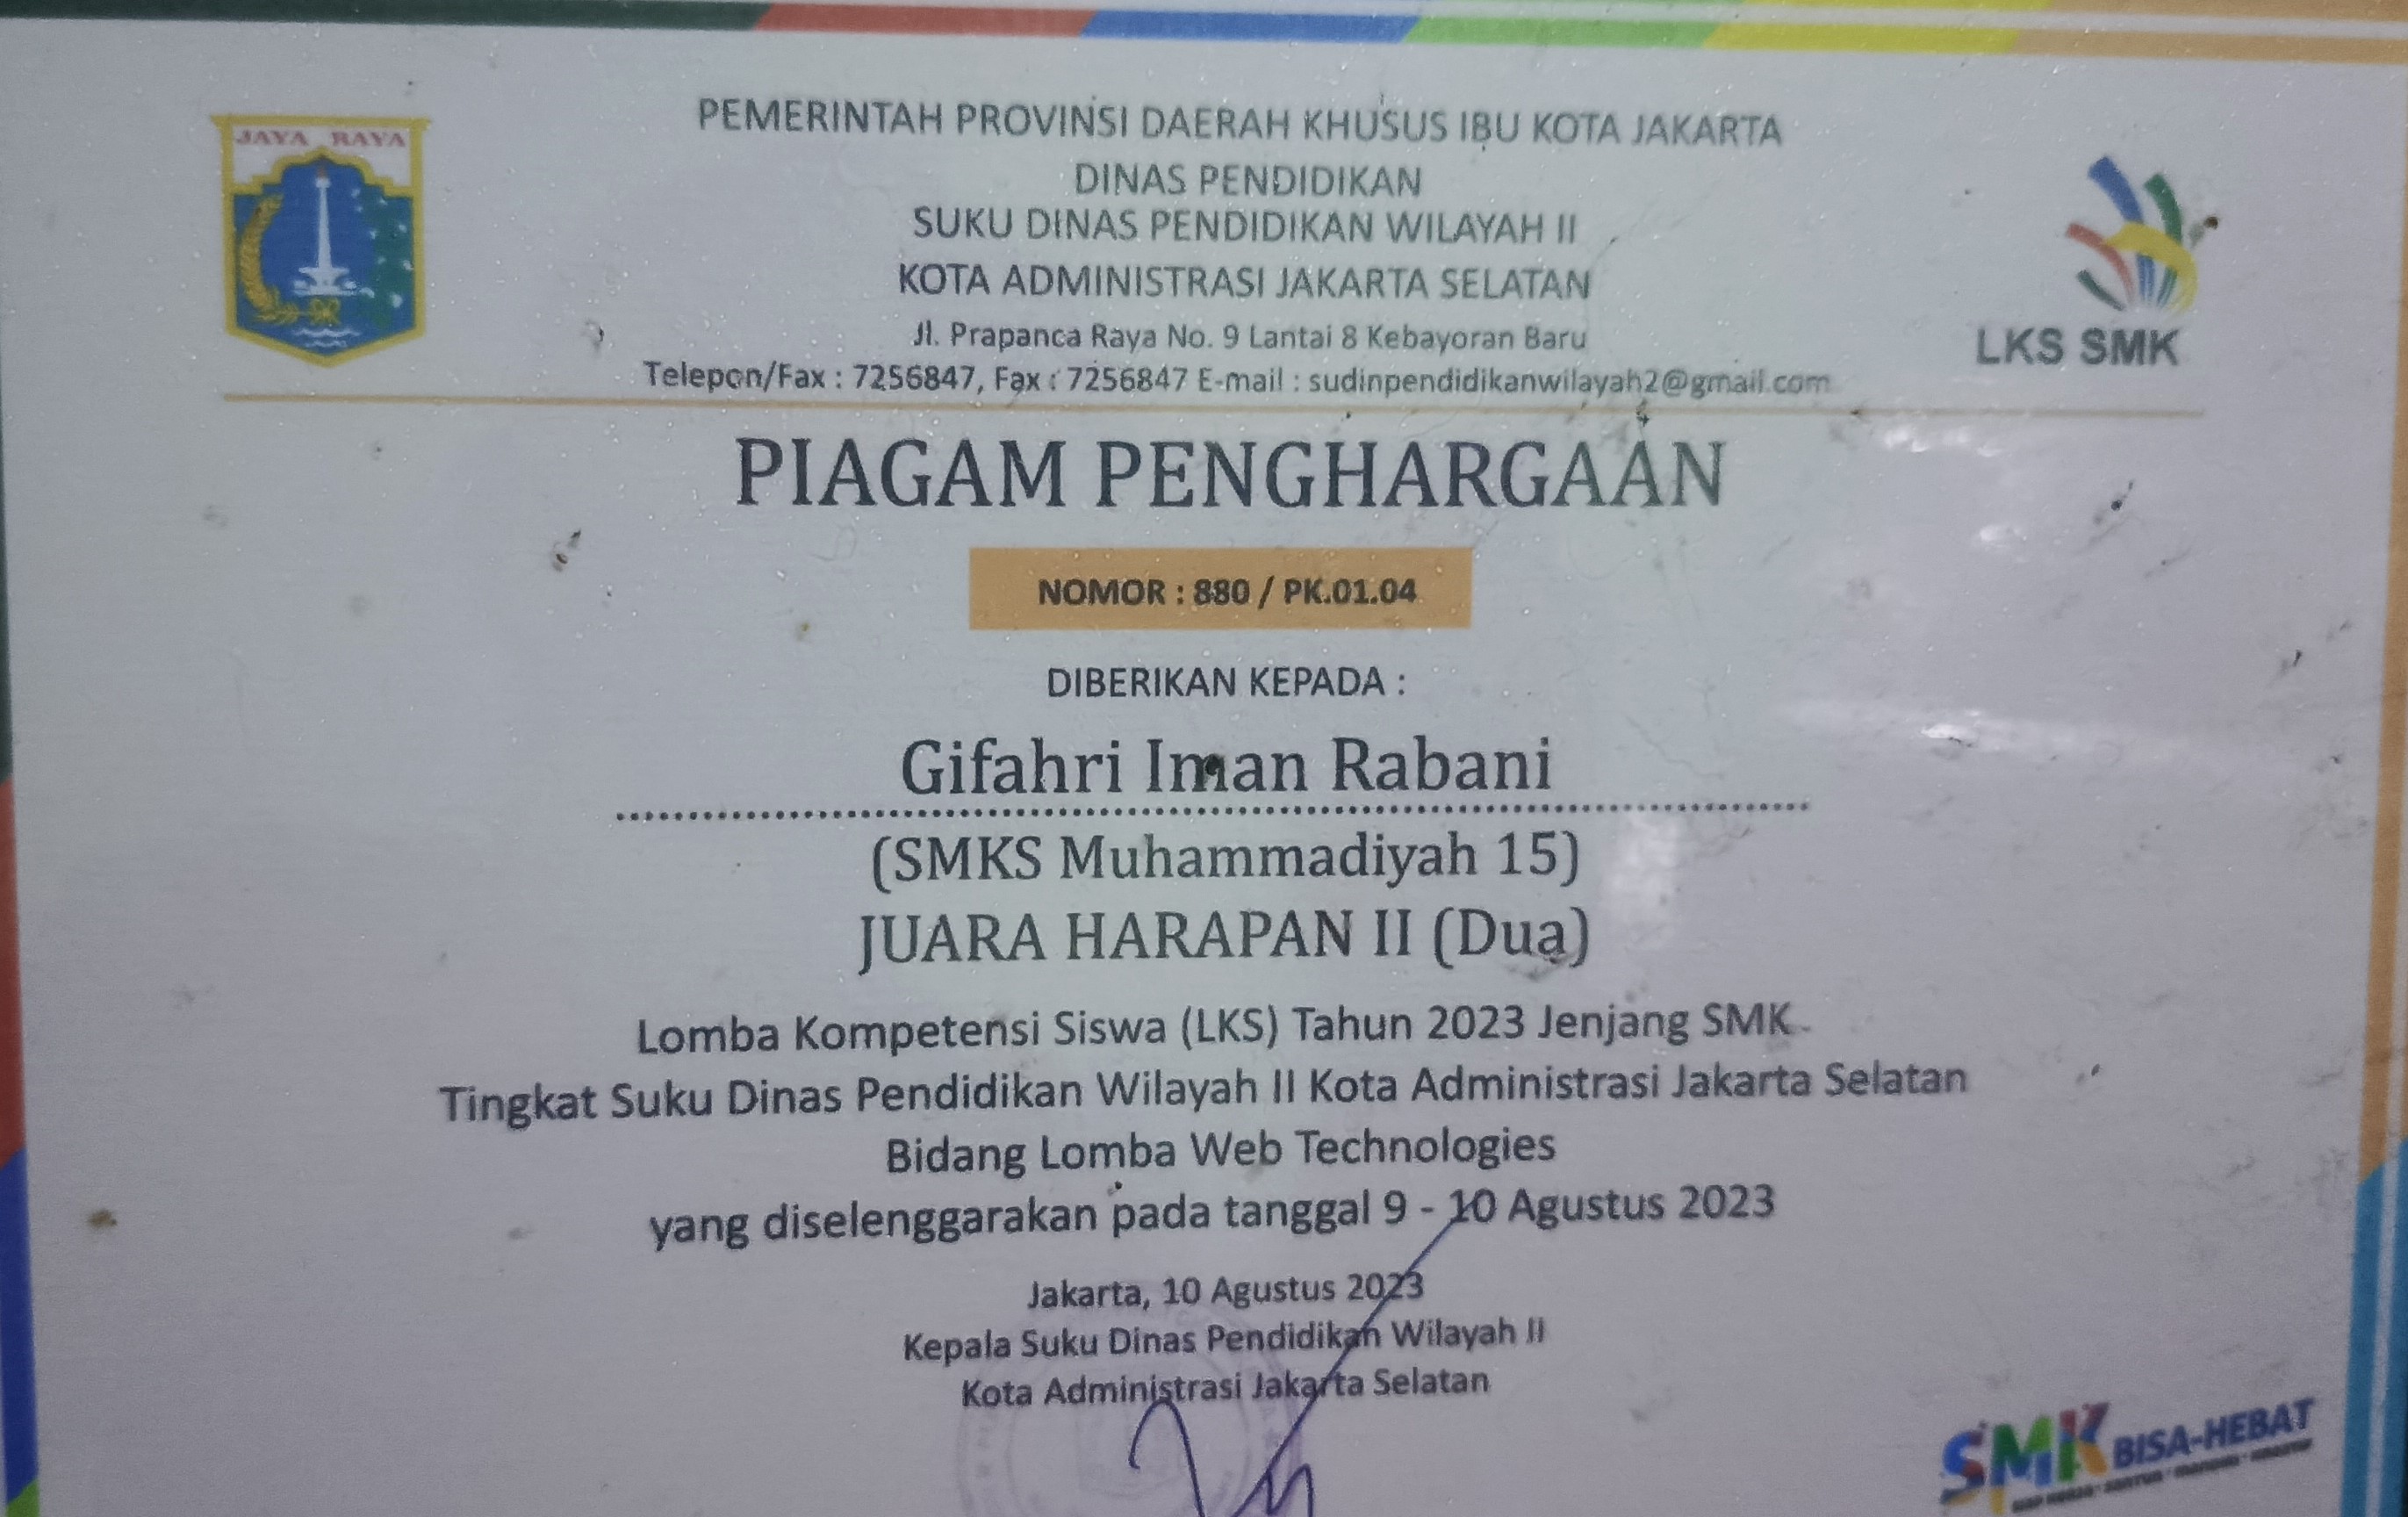 JAYA RAYA
PEMERINTAH PROVINSI DAERAH KHUSUS IBU KOTA JAKARTA
DINAS PENDIDIKAN
SUKU DINAS PENDIDIKAN WILAYAH II
KOTA ADMINISTRASI JAKARTA SELATAN
Jl. Prapanca Raya No. 9 Lantai 8 Kebayoran Baru
Telepon/Fax : 7256847, Fax : 7256847 E-mail : sudinpendidikanwilayah2@gmail.com
LKS SMK
PIAGAM PENGHARGAAN
NOMOR : 880 / PK.01.04
DIBERIKAN KEPADA :
Gifahri Iman Rabani
(SMKS Muhammadiyah 15)
JUARA HARAPAN II (Dua)
Lomba Kompetensi Siswa (LKS) Tahun 2023 Jenjang SMK
Tingkat Suku Dinas Pendidikan Wilayah II Kota Administrasi Jakarta Selatan
Bidang Lomba Web Technologies
yang diselenggarakan pada tanggal 9 - 10 Agustus 2023
Jakarta, 10 Agustus 2023
Kepala Suku Dinas Pendidikan Wilayah II
Kota Administrasi Jakarta Selatan
SMK BISA-HEBAT